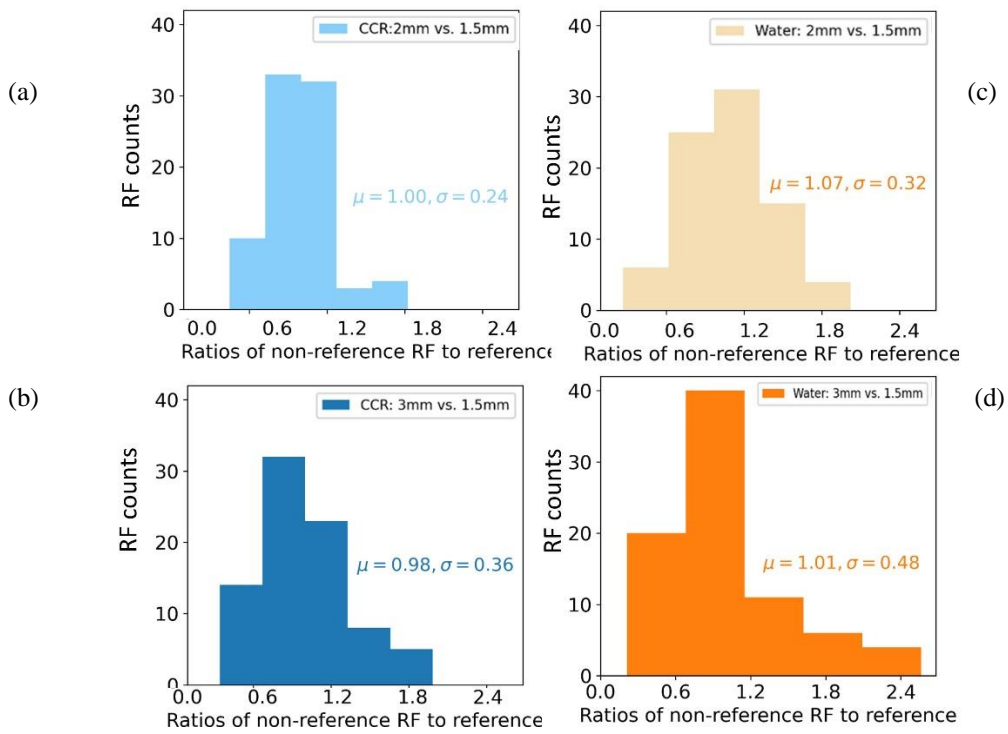 (a)
40
30
20
10
0
RF counts
CCR:2mm vs. 1.5mm
μ = 1.00, σ = 0.24
0.0 0.6 1.2 1.8 2.4
Ratios of non-reference RF to reference
(c)
40
30
20
10
0
RF counts
Water: 2mm vs. 1.5mm
μ = 1.07, σ = 0.32
0.0 0.6 1.2 1.8 2.4
Ratios of non-reference RF to reference
(b)
40
30
20
10
0
RF counts
CCR: 3mm vs. 1.5mm
μ = 0.98, σ = 0.36
0.0 0.6 1.2 1.8 2.4
Ratios of non-reference RF to reference
(d)
40
30
20
10
0
RF counts
Water: 3mm vs. 1.5mm
μ = 1.01, σ = 0.48
0.0 0.6 1.2 1.8 2.4
Ratios of non-reference RF to reference